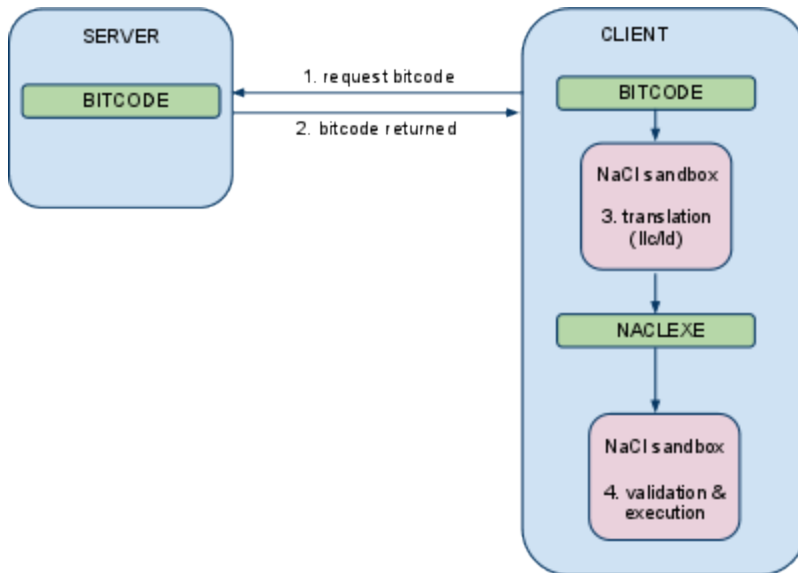 SERVER
BITCODE
1. request bitcode
2. bitcode returned
CLIENT
BITCODE
NaCl sandbox
3. translation
(llc/ld)
NACLEXE
NaCl sandbox
4. validation &
execution